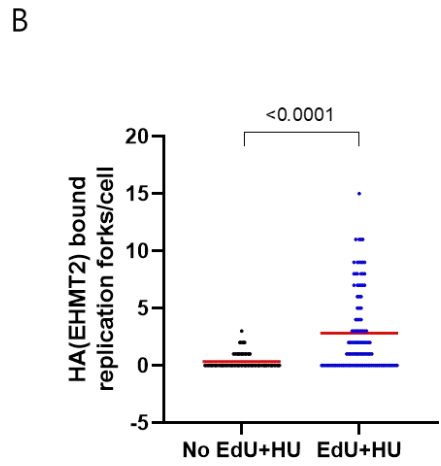 B
<0.0001
HA(EHMT2) bound
replication forks/cell
20
15
10
5
0
-5
No EdU+HU EdU+HU